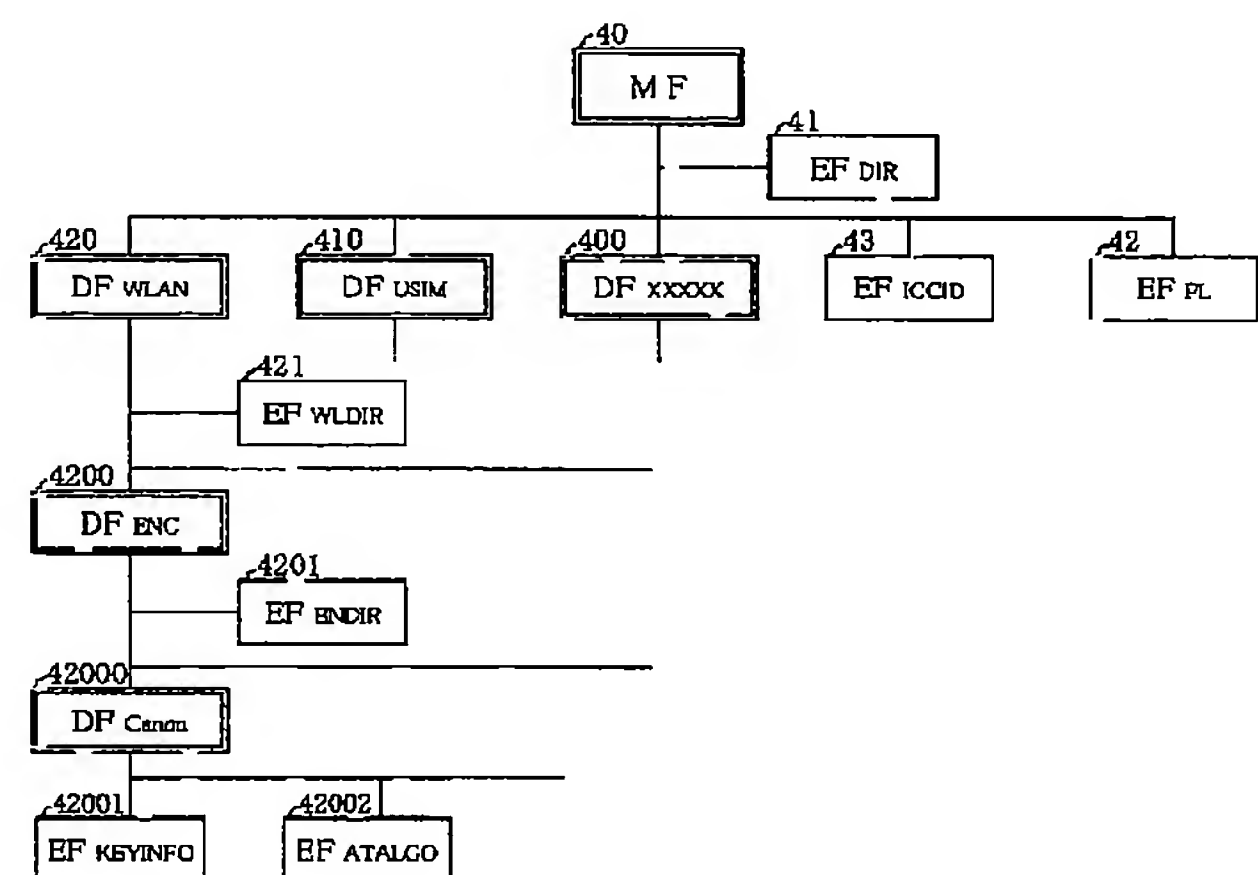 40
M F
41
EF DIR
420
410
400
43
42
DF WLAN
DF USIM
DF xxxxx
EF ICCID
EF PL
421
EF WLDIR
4200
DF ENC
4201
EF ENDIR
42000
DF Canon
42001
42002
EF KEYINFO
EF ATALGO